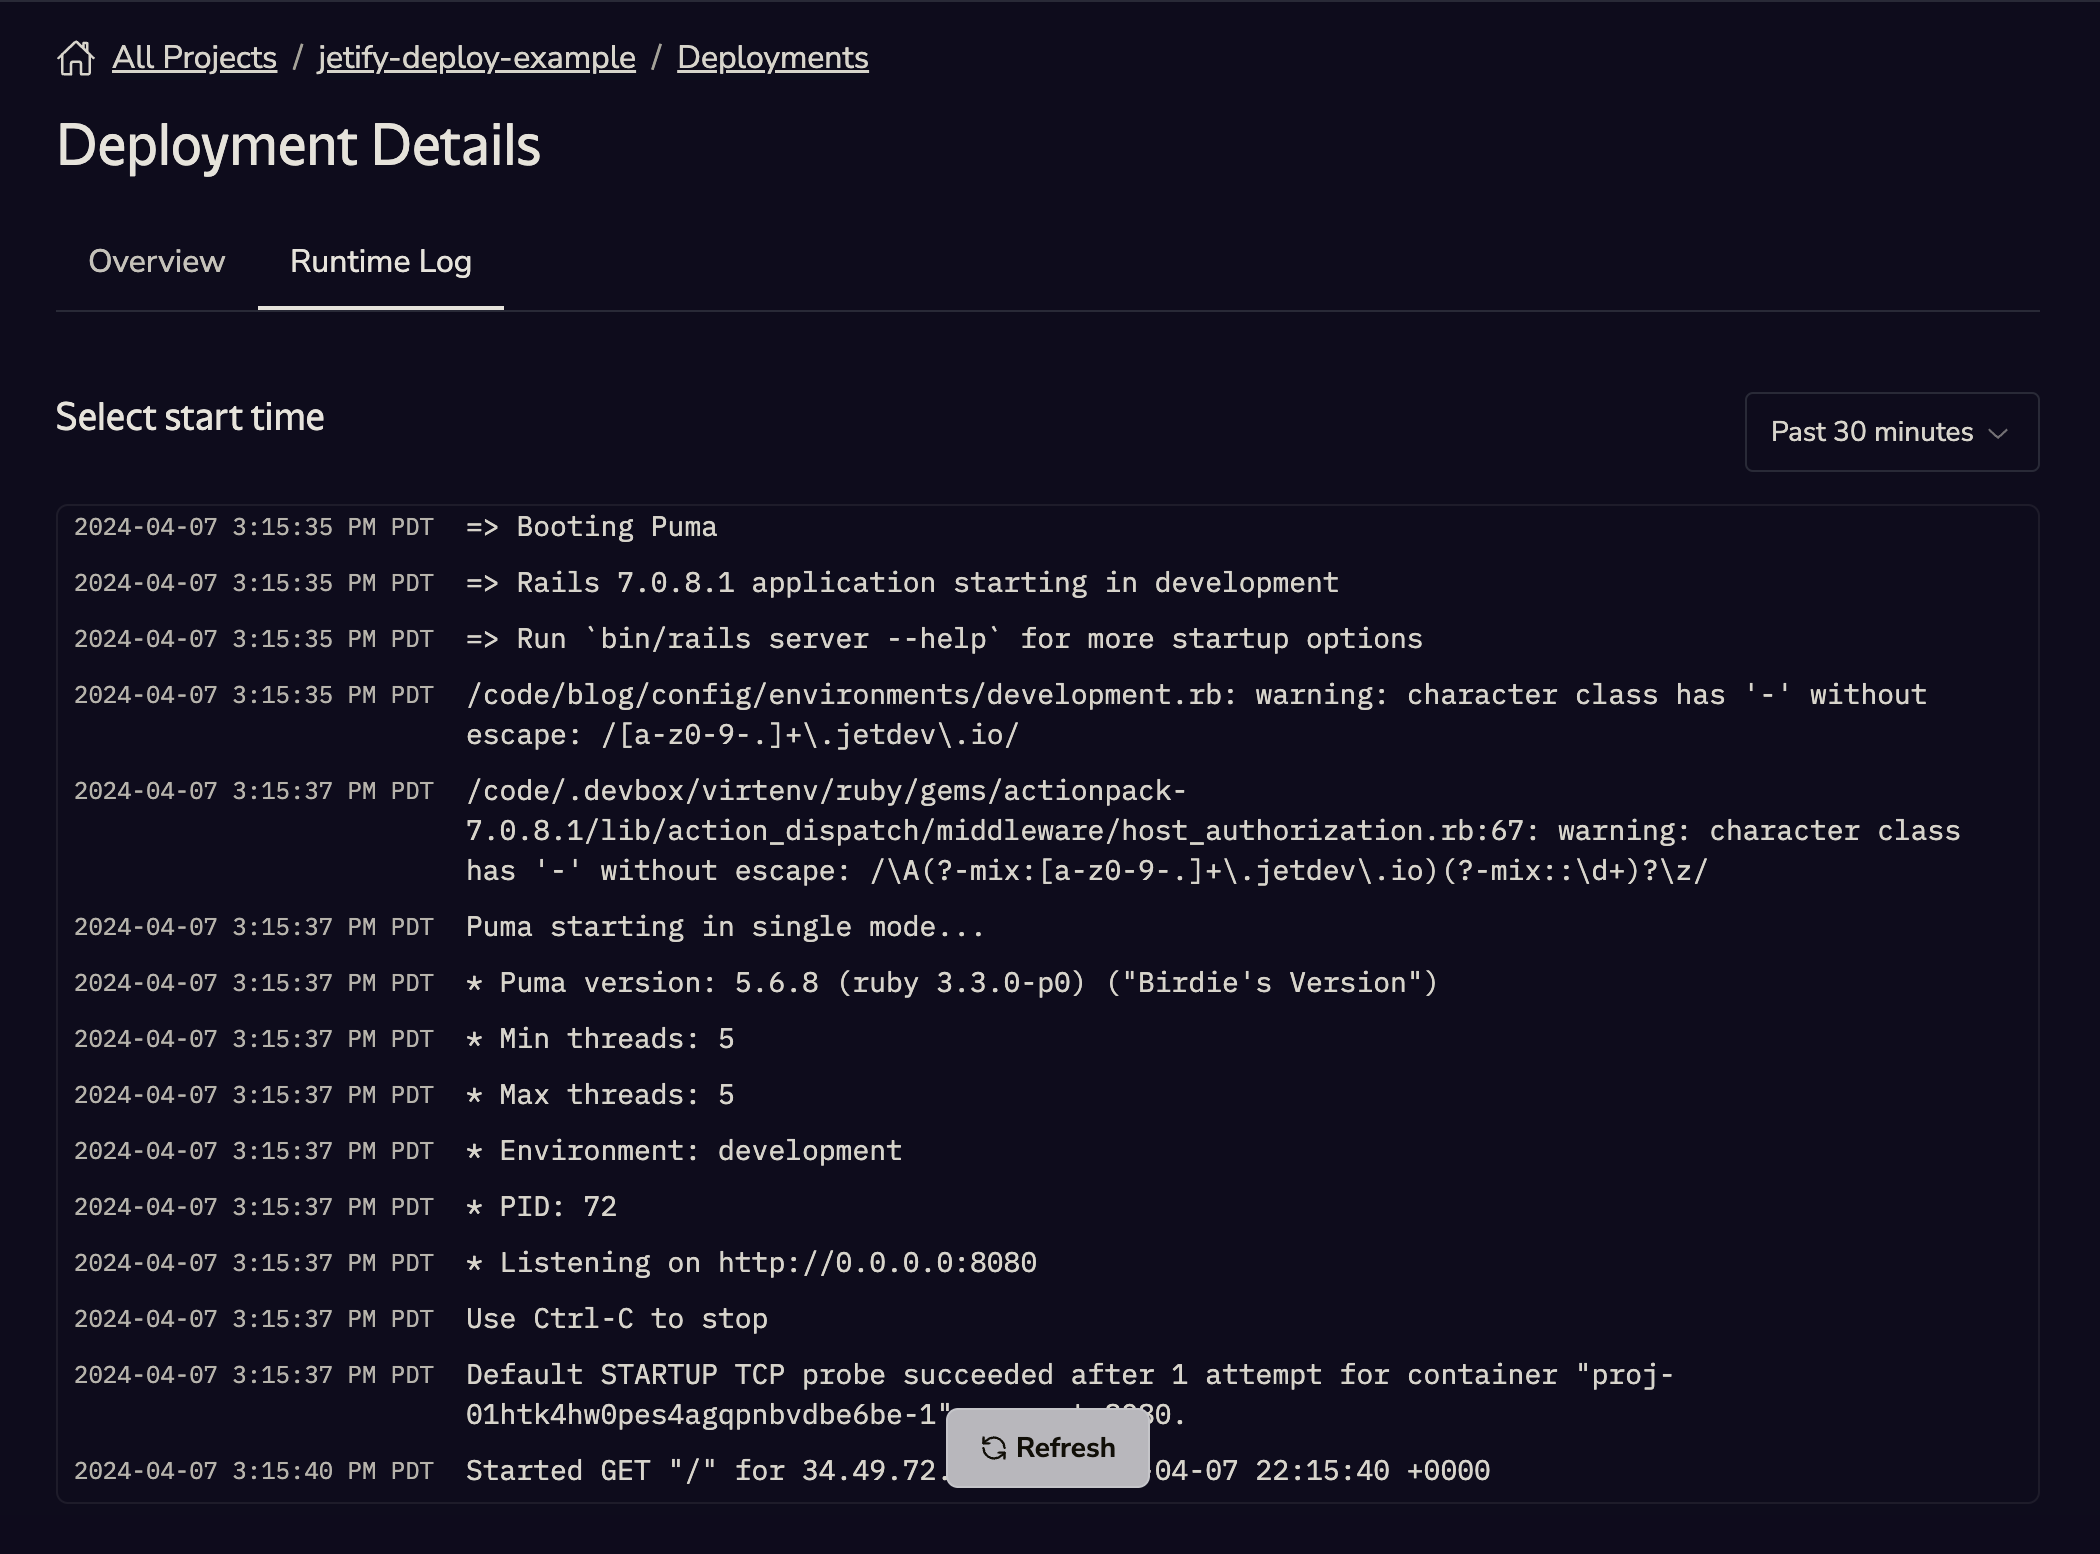 All Projects / jetify-deploy-example / Deployments
Deployment Details
Overview Runtime Log
Select start time
Past 30 minutes
2024-04-07 3:15:35 PM PDT => Booting Puma
2024-04-07 3:15:35 PM PDT => Rails 7.0.8.1 application starting in development
2024-04-07 3:15:35 PM PDT => Run `bin/rails server --help` for more startup options
2024-04-07 3:15:35 PM PDT /code/blog/config/environments/development.rb: warning: character class has '-' without
escape: /[a-z0-9-.]+\.jetdev\.io/
2024-04-07 3:15:37 PM PDT /code/.devbox/virtenv/ruby/gems/actionpack-
7.0.8.1/lib/action_dispatch/middleware/host_authorization.rb:67: warning: character class
has '-' without escape: /\A(?-mix:[a-z0-9-.]+\.jetdev\.io)(?-mix::\d+)?\z/
2024-04-07 3:15:37 PM PDT Puma starting in single mode...
2024-04-07 3:15:37 PM PDT * Puma version: 5.6.8 (ruby 3.3.0-p0) ("Birdie's Version")
2024-04-07 3:15:37 PM PDT * Min threads: 5
2024-04-07 3:15:37 PM PDT * Max threads: 5
2024-04-07 3:15:37 PM PDT * Environment: development
2024-04-07 3:15:37 PM PDT * PID: 72
2024-04-07 3:15:37 PM PDT * Listening on http://0.0.0.0:8080
2024-04-07 3:15:37 PM PDT Use Ctrl-C to stop
2024-04-07 3:15:37 PM PDT Default STARTUP TCP probe succeeded after 1 attempt for container "proj-
01htk4hw0pes4agqpnbvdbe6be-1"
Refresh
2024-04-07 3:15:40 PM PDT Started GET "/" for 34.49.72. -04-07 22:15:40 +0000